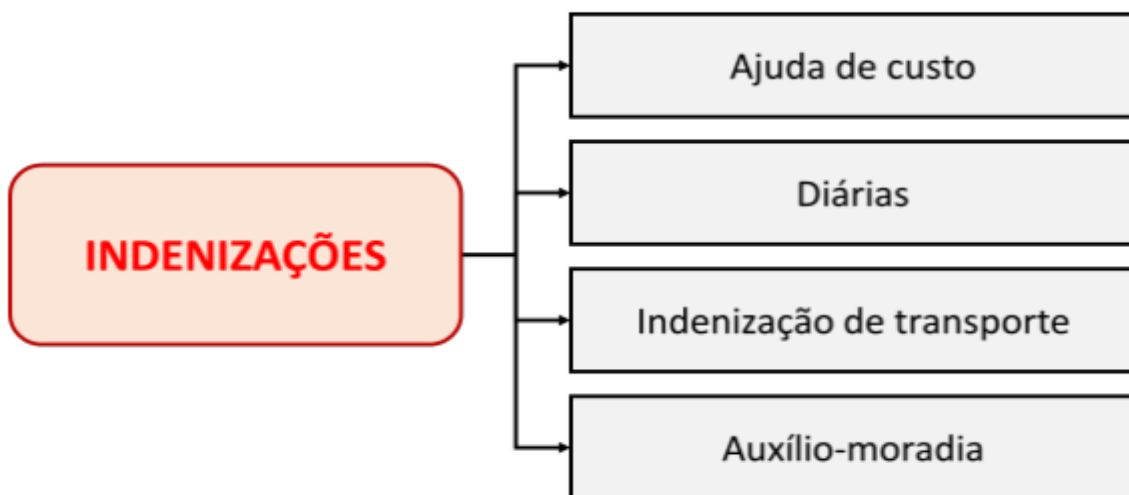 INDENIZAÇÕES
Ajuda de custo
Diárias
Indenização de transporte
Auxílio-moradia